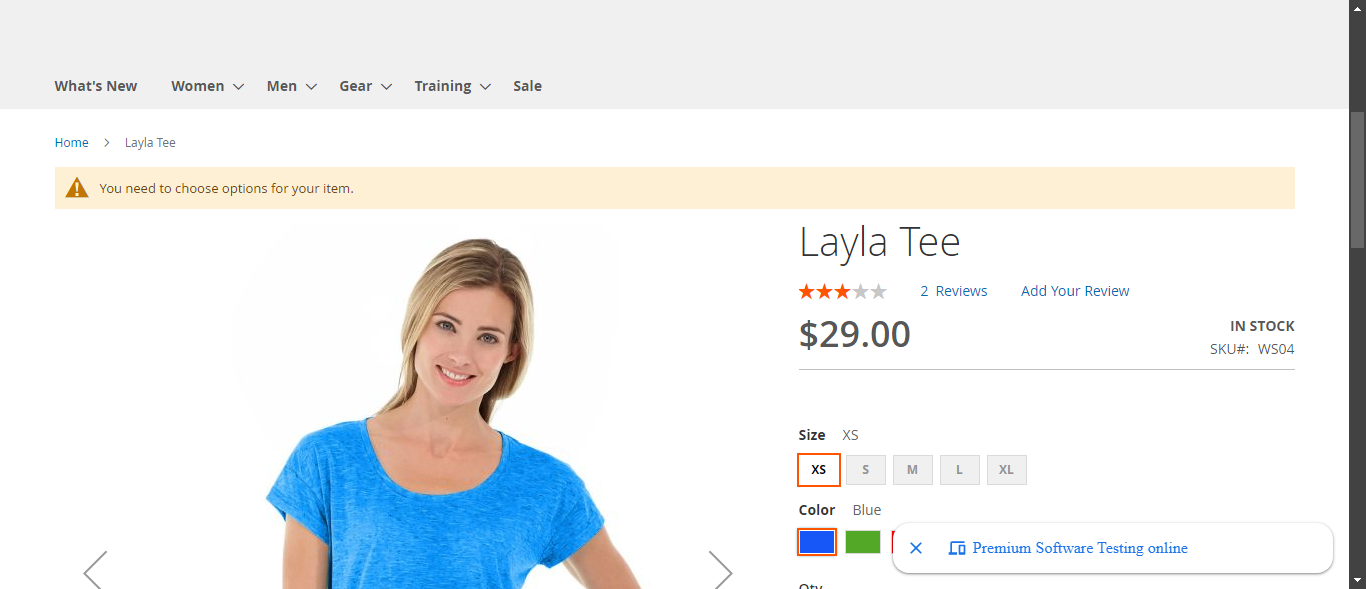 What's New Women Men Gear Training Sale
Home Layla Tee
You need to choose options for your item.
Layla Tee
2 Reviews Add Your Review
$29.00
IN STOCK
SKU#: WS04
Size XS
XS S M L XL
Color Blue
Premium Software Testing online
Qty